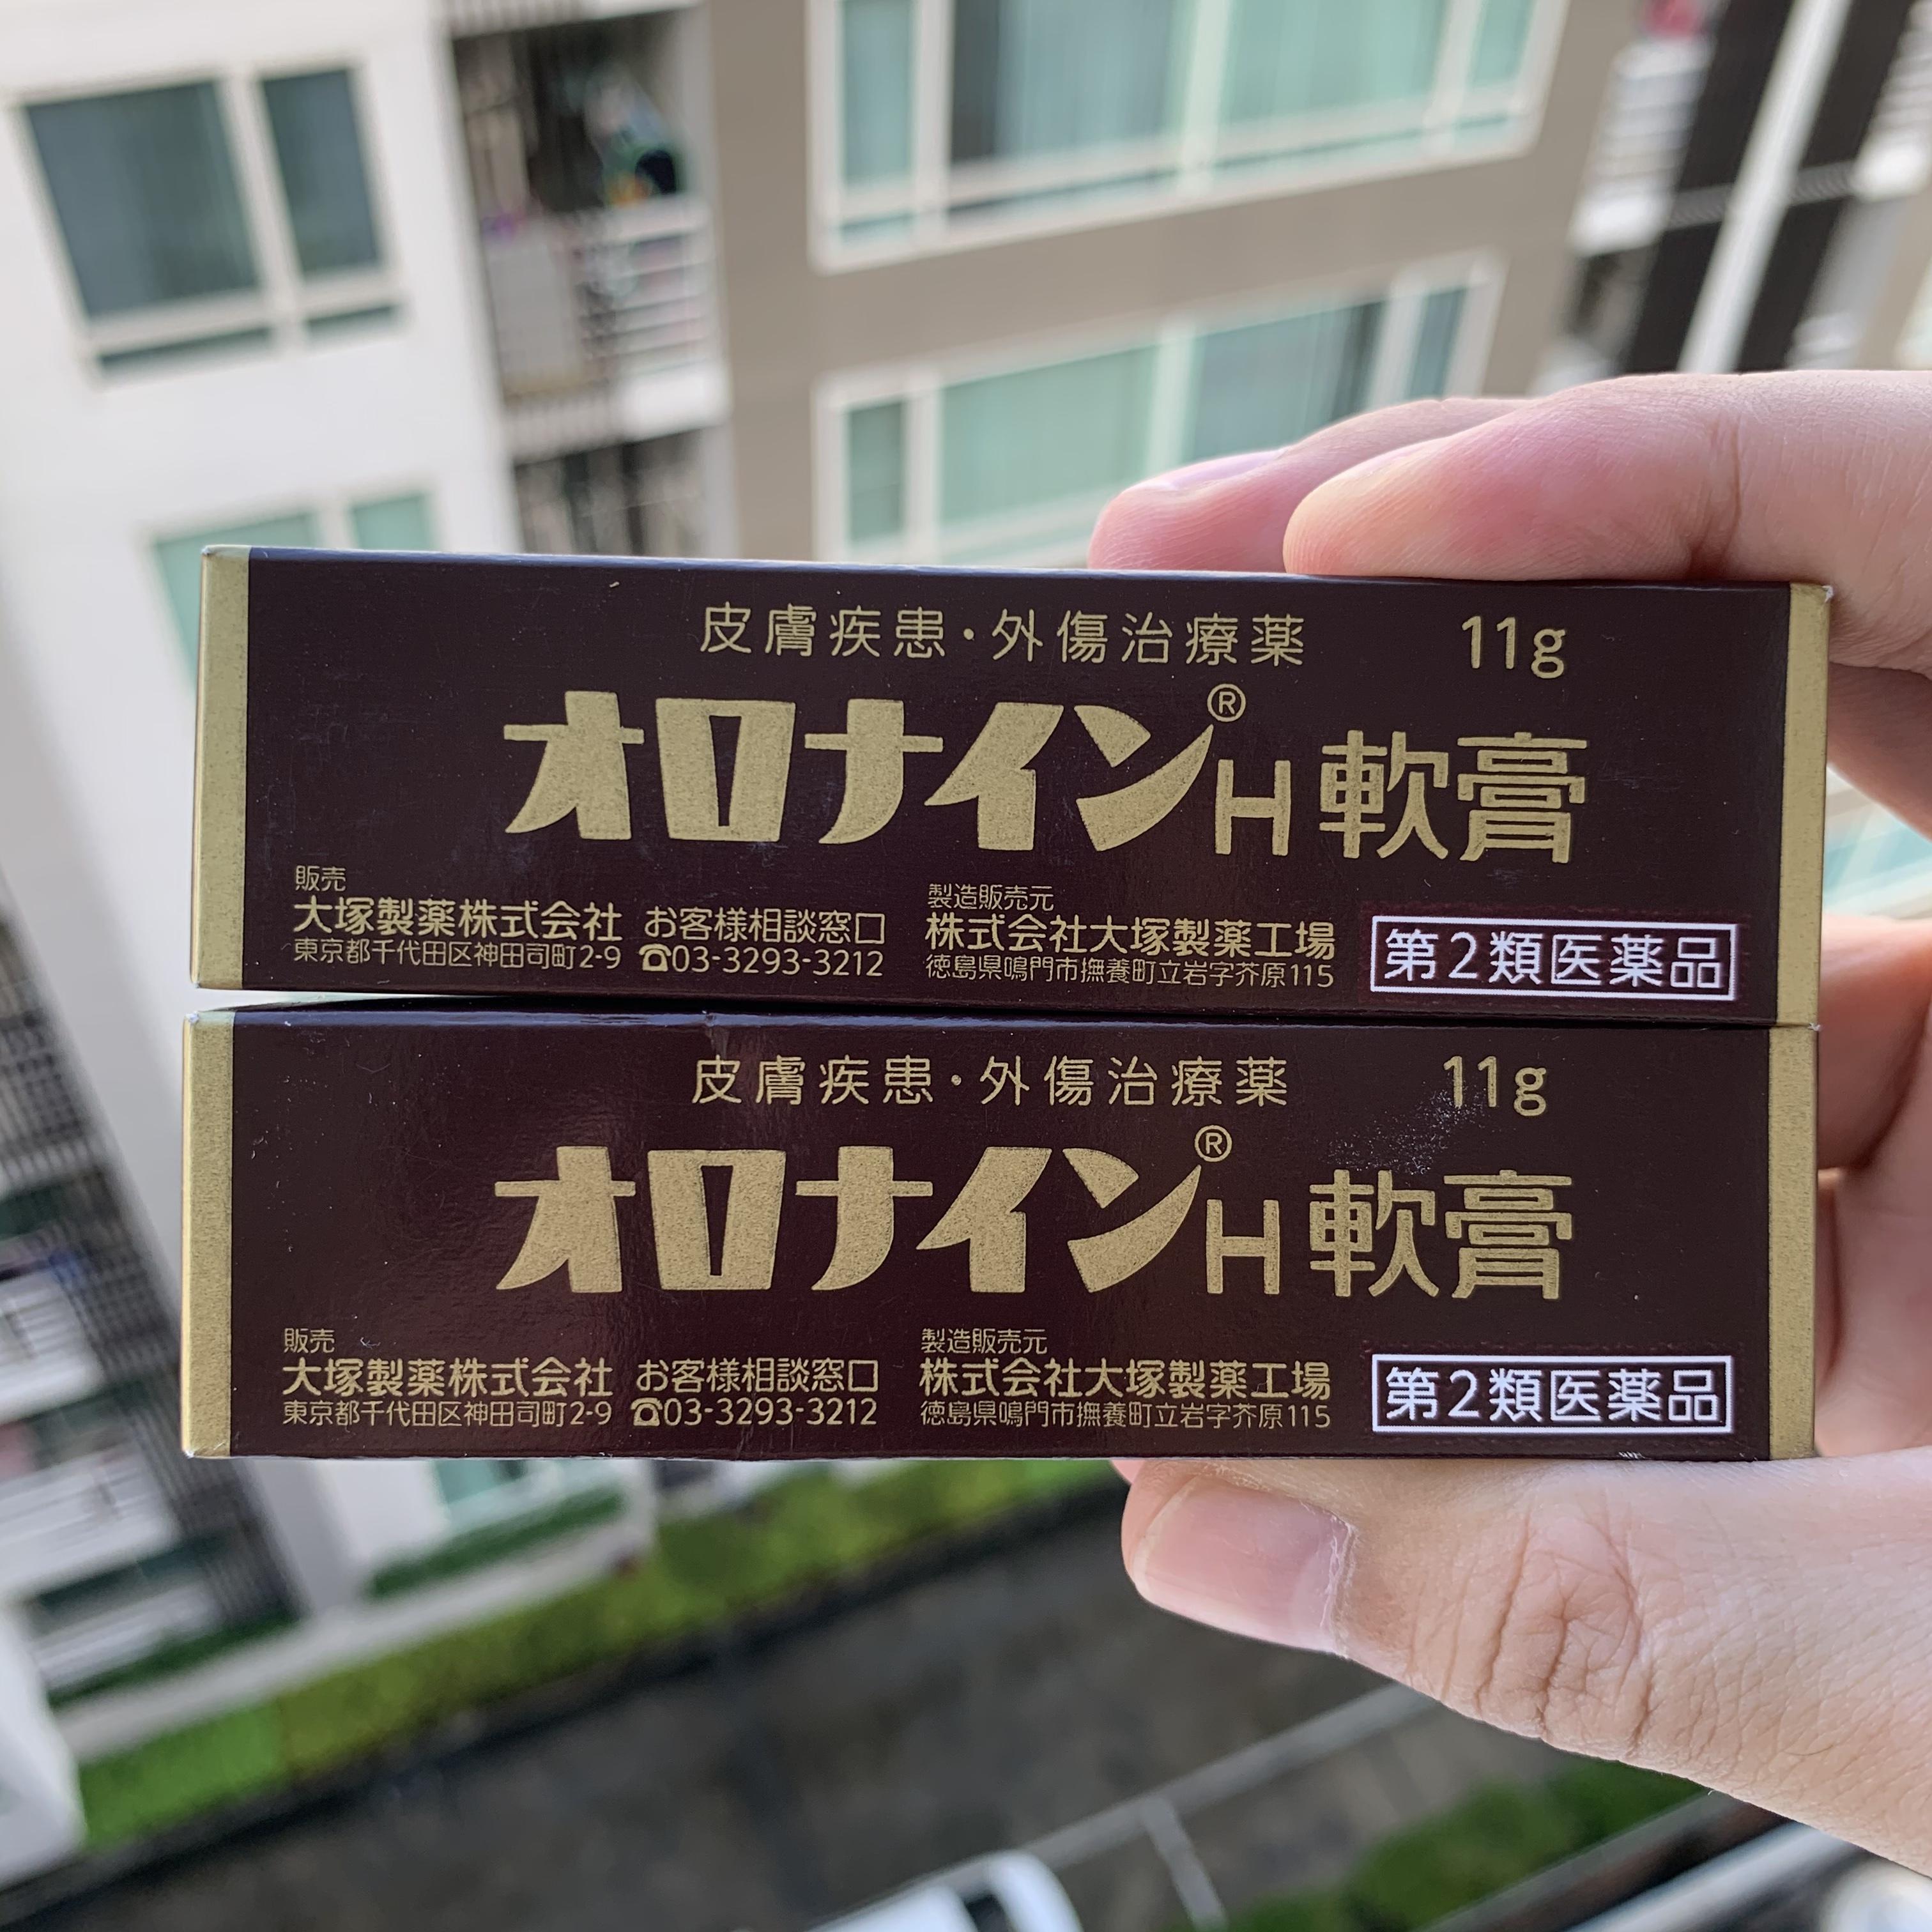 皮膚疾患・外傷治療薬 11g
オロナイン®H軟膏
販売
大塚製薬株式会社 お客様相談窓口
東京都千代田区神田司町2-9 ☎03-3293-3212
製造販売元
株式会社大塚製薬工場
徳島県鳴門市撫養町立岩字芥原115
第2類医薬品
皮膚疾患・外傷治療薬 11g
オロナイン®H軟膏
販売
大塚製薬株式会社 お客様相談窓口
東京都千代田区神田司町2-9 ☎03-3293-3212
製造販売元
株式会社大塚製薬工場
徳島県鳴門市撫養町立岩字芥原115
第2類医薬品